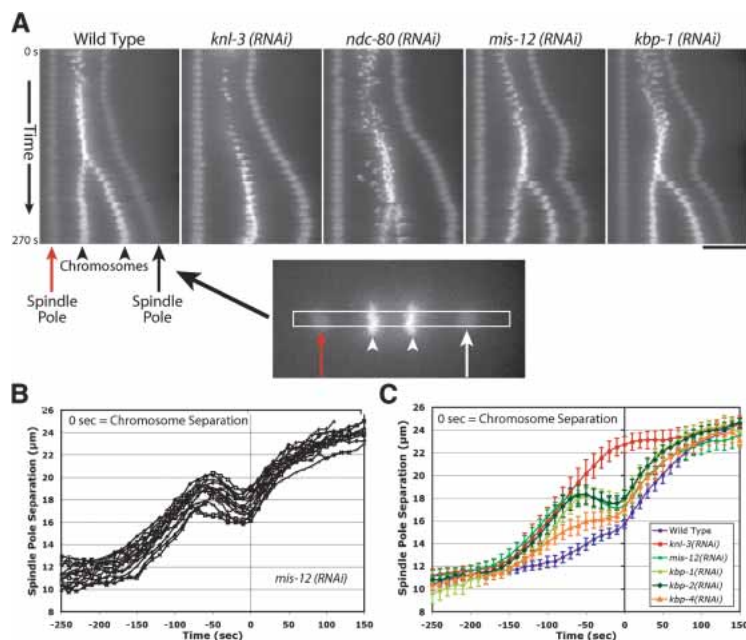 A
Wild Type
knl-3 (RNAi)
ndc-80 (RNAi)
mis-12 (RNAi)
kbp-1 (RNAi)
0 s
Time
270 s
Chromosomes
Spindle
Pole
Spindle
Pole
B
0 sec = Chromosome Separation
Spindle Pole Separation (µm)
26
24
22
20
18
16
14
12
10
8
mis-12 (RNAi)
-250 -200 -150 -100 -50 0 50 100 150
Time (sec)
C
0 sec = Chromosome Separation
Spindle Pole Separation (µm)
26
24
22
20
18
16
14
12
10
8
Wild Type
knl-3(RNAi)
mis-12(RNAi)
kbp-1(RNAi)
kbp-2(RNAi)
kbp-4(RNAi)
-250 -200 -150 -100 -50 0 50 100 150
Time (sec)